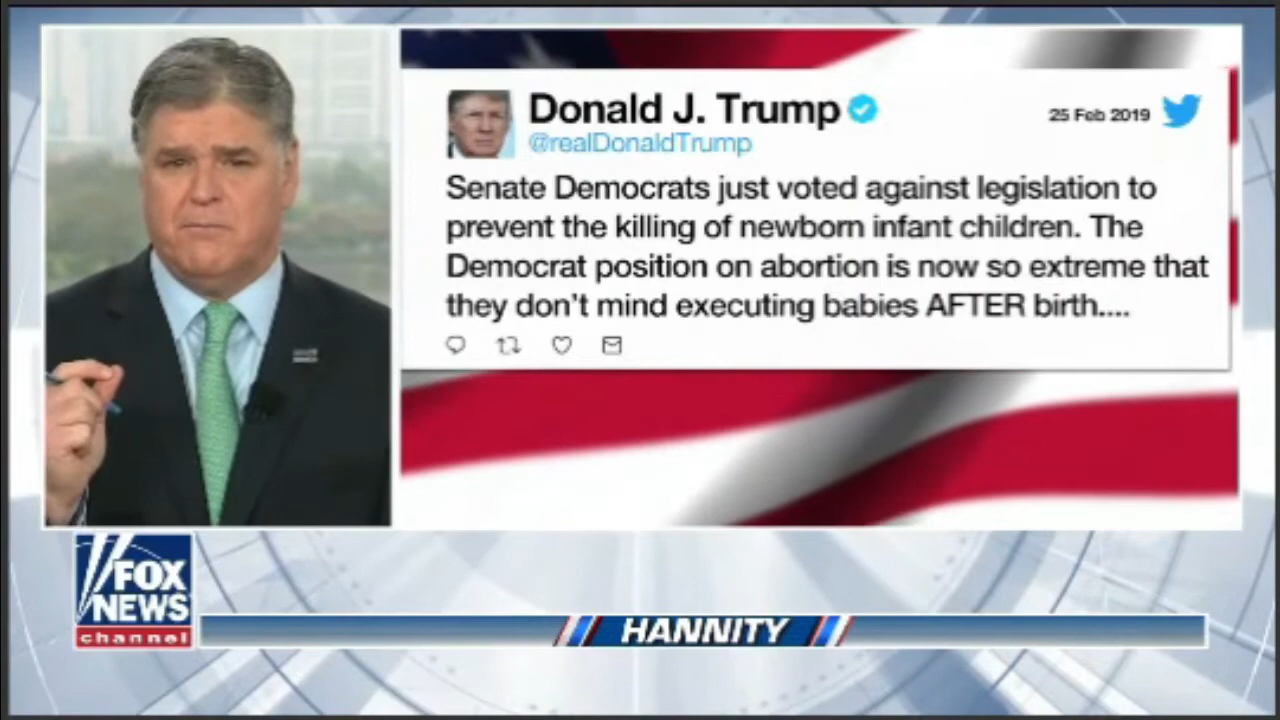 Donald J. Trump
25 Feb 2019
@realDonaldTrump
Senate Democrats just voted against legislation to
prevent the killing of newborn infant children. The
Democrat position on abortion is now so extreme that
they don't mind executing babies AFTER birth....
FOX
NEWS
channel
HANNITY